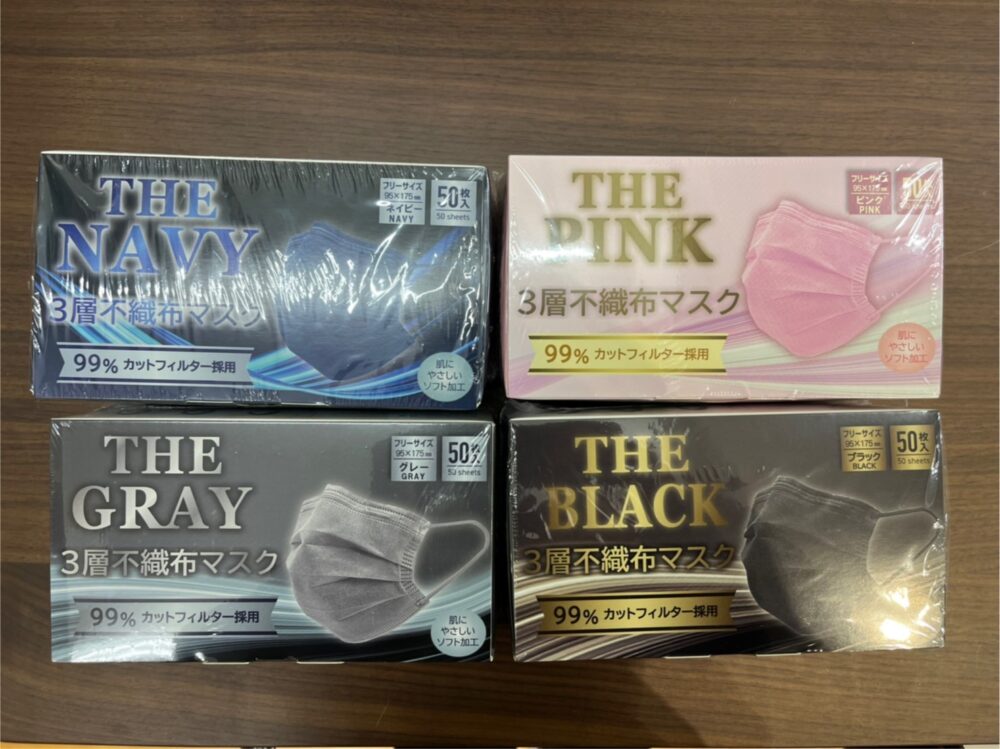 THE
NAVY
フリーサイズ
95×175mm
ネイビー
NAVY
50枚入
50 sheets
3層不織布マスク
99% カットフィルター採用
肌に
やさしい
ソフト加工
THE
PINK
フリーサイズ
95×175mm
ピンク
PINK
3層不織布マスク
99% カットフィルター採用
肌に
やさしい
ソフト加工
THE
GRAY
フリーサイズ
95×175mm
グレー
GRAY
50枚入
50 sheets
3層不織布マスク
99% カットフィルター採用
肌に
やさしい
ソフト加工
THE
BLACK
フリーサイズ
95×175mm
ブラック
BLACK
50枚入
50 sheets
3層不織布マスク
99% カットフィルター採用